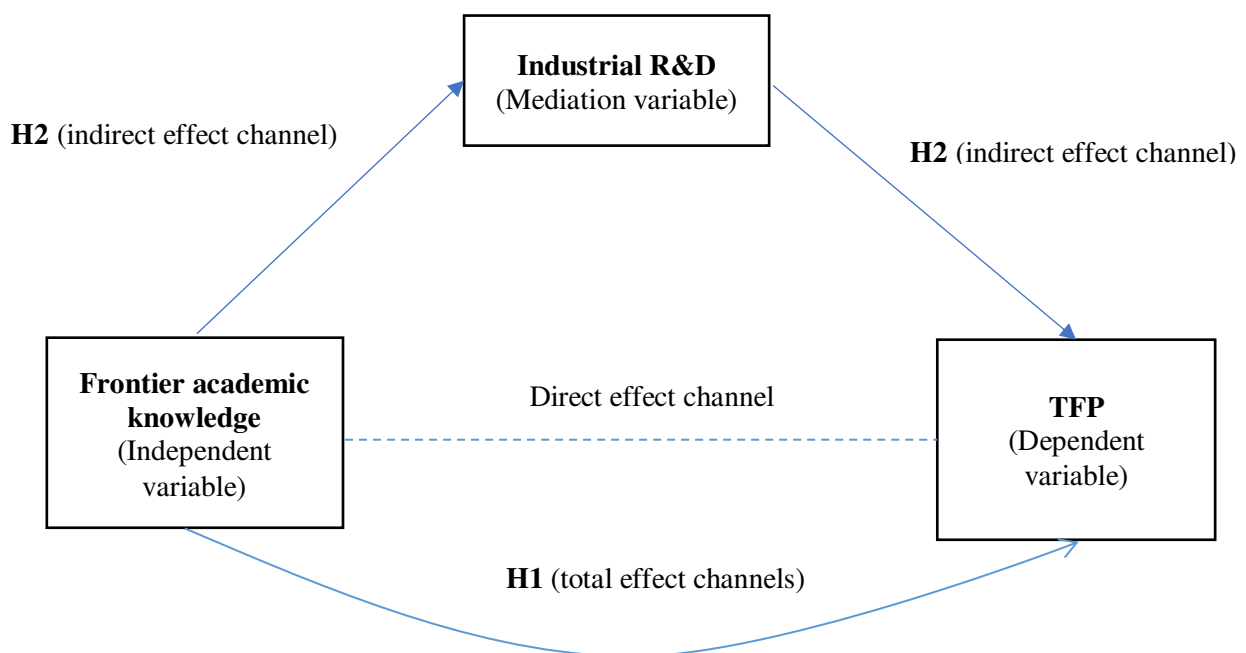 Industrial R&D
(Mediation variable)
H2 (indirect effect channel)
H2 (indirect effect channel)
Frontier academic
knowledge
(Independent
variable)
Direct effect channel
TFP
(Dependent
variable)
H1 (total effect channels)